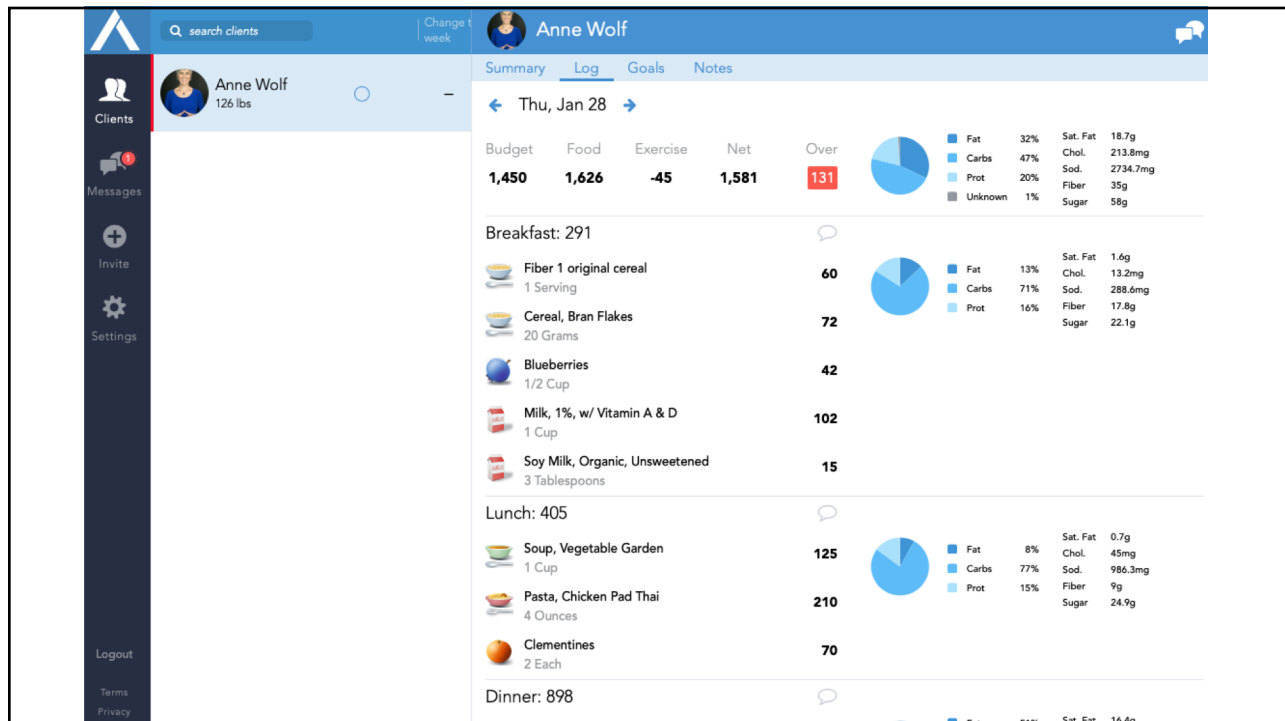 search clients
Change t
week
Anne Wolf
Anne Wolf
126 lbs
Clients
1
Messages
Invite
Settings
Logout
Terms
Privacy
Summary Log Goals Notes
Thu, Jan 28
Budget Food Exercise Net Over
1,450 1,626 -45 1,581 131
Fat 32%
Carbs 47%
Prot 20%
Unknown 1%
Sat. Fat 18.7g
Chol. 213.8mg
Sod. 2734.7mg
Fiber 35g
Sugar 58g
Breakfast: 291
Fiber 1 original cereal 60
1 Serving
Cereal, Bran Flakes 72
20 Grams
Blueberries 42
1/2 Cup
Milk, 1%, w/ Vitamin A & D 102
1 Cup
Soy Milk, Organic, Unsweetened 15
3 Tablespoons
Fat 13%
Carbs 71%
Prot 16%
Sat. Fat 1.6g
Chol. 13.2mg
Sod. 288.6mg
Fiber 17.8g
Sugar 22.1g
Lunch: 405
Soup, Vegetable Garden 125
1 Cup
Pasta, Chicken Pad Thai 210
4 Ounces
Clementines 70
2 Each
Fat 8%
Carbs 77%
Prot 15%
Sat. Fat 0.7g
Chol. 45mg
Sod. 986.3mg
Fiber 9g
Sugar 24.9g
Dinner: 898
Sat. Fat 16.4g